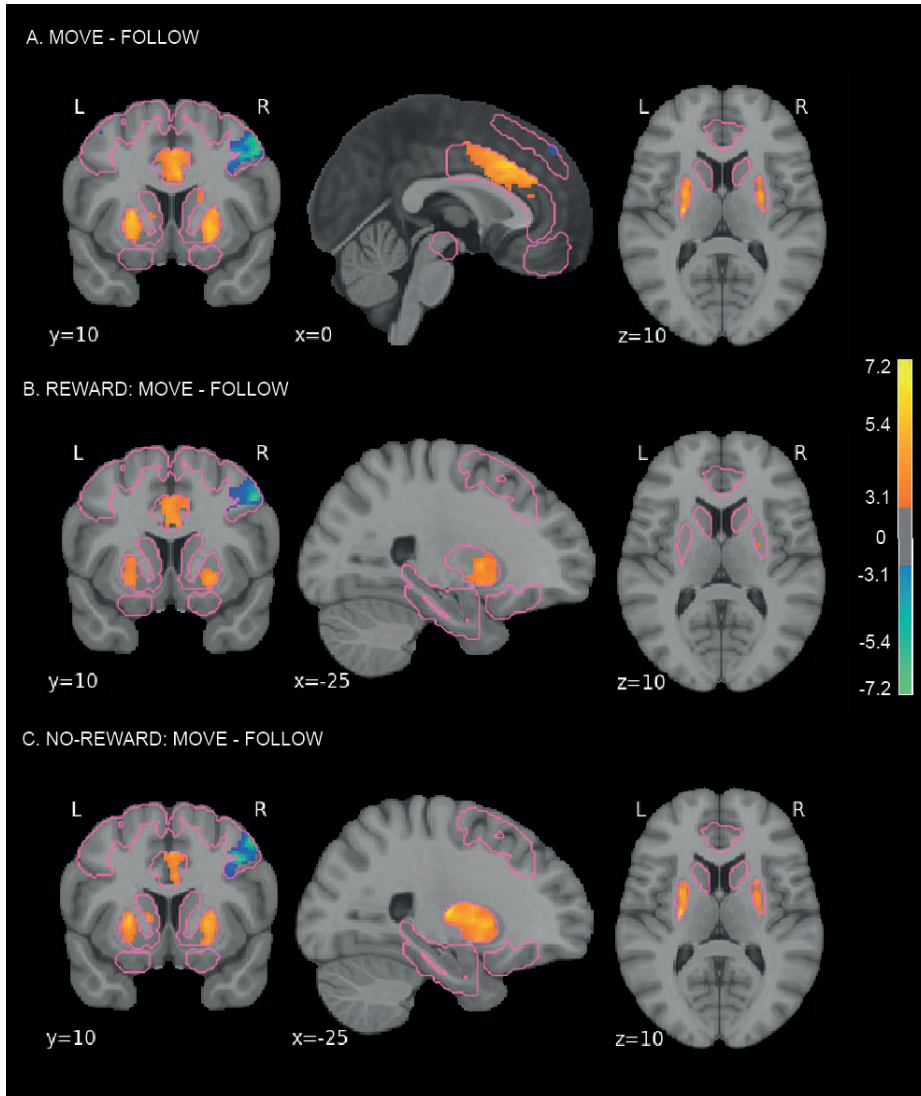 A. MOVE - FOLLOW
L R L R
y=10 x=0 z=10
7.2
B. REWARD: MOVE - FOLLOW
5.4
L R L R
3.1
0
-3.1
-5.4
y=10 x=-25 z=10
-7.2
C. NO-REWARD: MOVE - FOLLOW
L R L R
y=10 x=-25 z=10